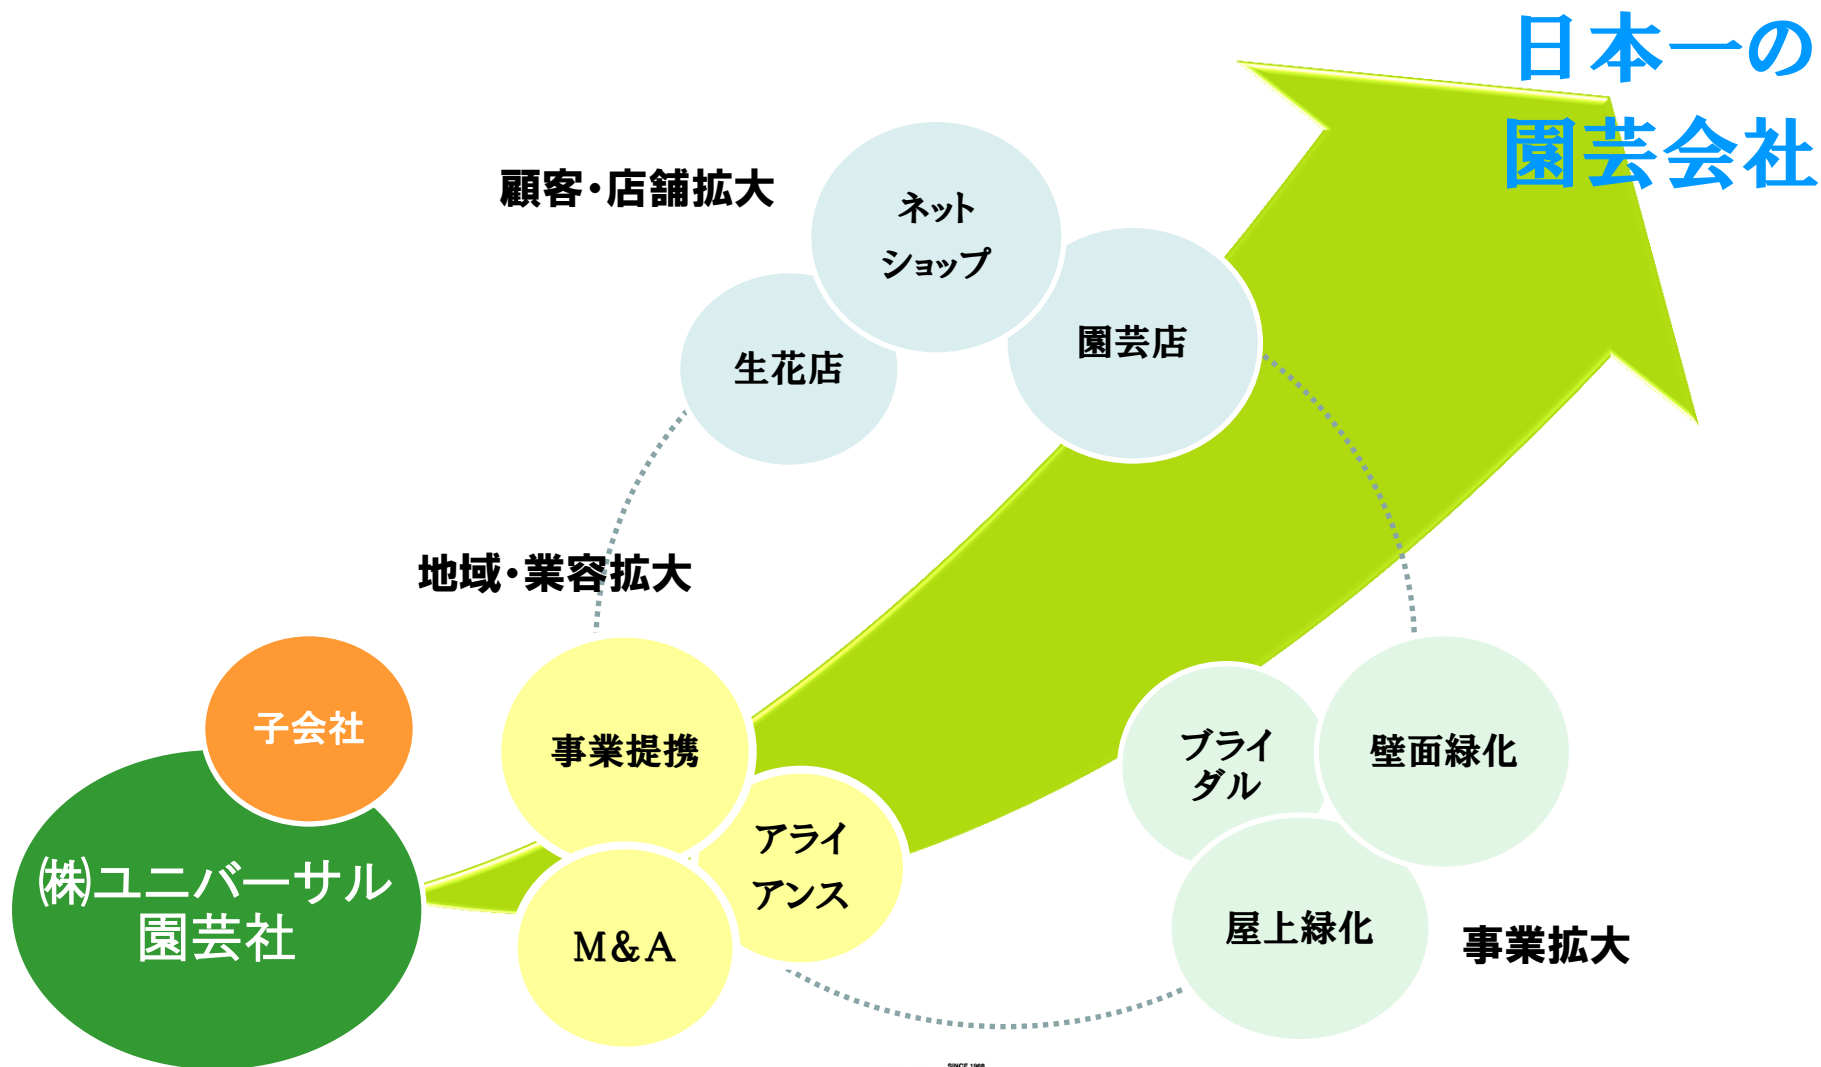 日本一の
園芸会社
顧客・店舗拡大
ネット
ショップ
園芸店
生花店
地域・業容拡大
子会社
㈱ユニバーサル
園芸社
事業提携
アライ
アンス
M&A
ブライ
ダル
壁面緑化
屋上緑化
事業拡大
SINCE 1968